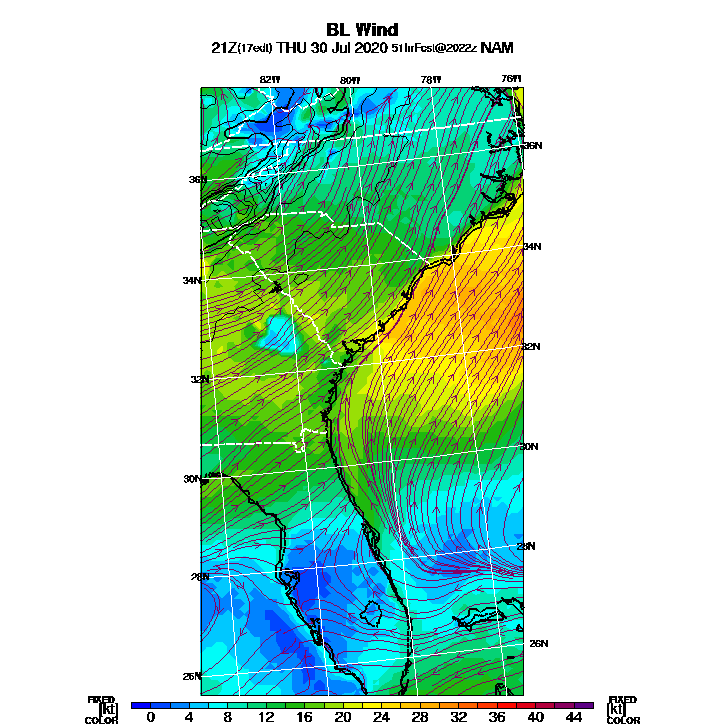 BL Wind
21Z(17edt) THU 30 Jul 2020 51hrFcst@2022z NAM
82W 80W 78W 76W
36N
36N
34N
34N
32N
32N
30N
30N
28N
28N
26N
26N
FIXED FIXED
[kt] 0 4 8 12 16 20 24 28 32 36 40 44 [kt]
COLOR COLOR